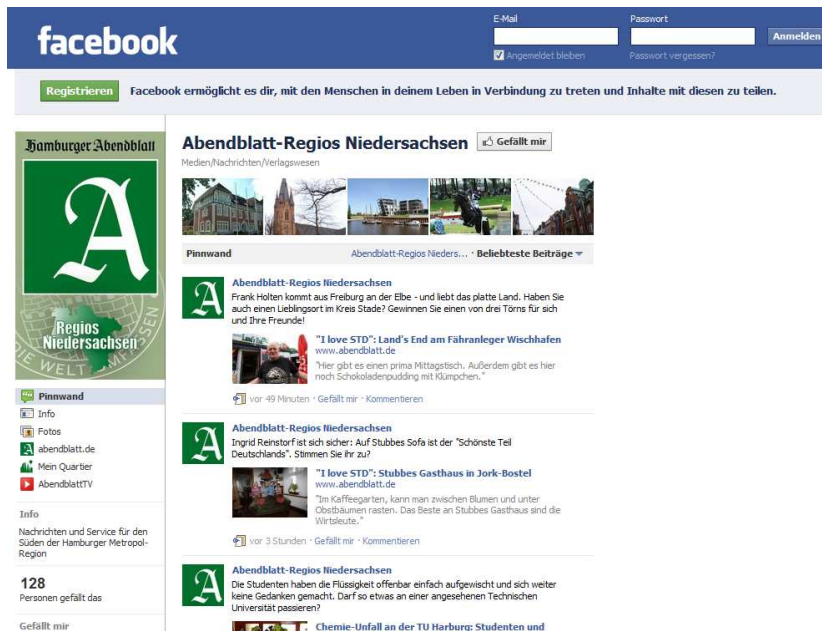 facebook
E-Mail
Passwort
Anmelden
Angemeldet bleiben
Passwort vergessen?
Registrieren
Facebook ermöglicht es dir, mit den Menschen in deinem Leben in Verbindung zu treten und Inhalte mit diesen zu teilen.
Hamburger Abendblatt
A
Regios
Niedersachsen
DIE WELT IM
Pinnwand
Info
Fotos
abendblatt.de
Mein Quartier
AbendblattTV
Info
Nachrichten und Service für den
Süden der Hamburger Metropol-
Region
128
Personen gefällt das
Gefällt mir
Abendblatt-Regios Niedersachsen
Gefällt mir
Medien/Nachrichten/Verlagswesen
Pinnwand
Abendblatt-Regios Nieders... · Beliebteste Beiträge
A
Abendblatt-Regios Niedersachsen
Frank Holten kommt aus Freiburg an der Elbe - und liebt das platte Land. Haben Sie
auch einen Lieblingsort im Kreis Stade? Gewinnen Sie einen von drei Törns für sich
und Ihre Freunde!
"I love STD": Land's End am Fähranleger Wischhafen
www.abendblatt.de
"Hier gibt es einen prima Mittagstisch. Außerdem gibt es hier
noch Schokoladenpudding mit Klümpchen."
vor 49 Minuten · Gefällt mir · Kommentieren
A
Abendblatt-Regios Niedersachsen
Ingrid Reinstorf ist sich sicher: Auf Stubbes Sofa ist der "Schönste Teil
Deutschlands". Stimmen Sie ihr zu?
"I love STD": Stubbes Gasthaus in Jork-Bostel
www.abendblatt.de
"Im Kaffeegarten, kann man zwischen Blumen und unter
Obstbäumen rasten. Das Beste an Stubbes Gasthaus sind die
Wirtsleute."
vor 3 Stunden · Gefällt mir · Kommentieren
A
Abendblatt-Regios Niedersachsen
Die Studenten haben die Flüssigkeit offenbar einfach aufgewischt und sich weiter
keine Gedanken gemacht. Darf so etwas an einer angesehenen Technischen
Universität passieren?
Chemie-Unfall an der TU Harburg: Studenten und